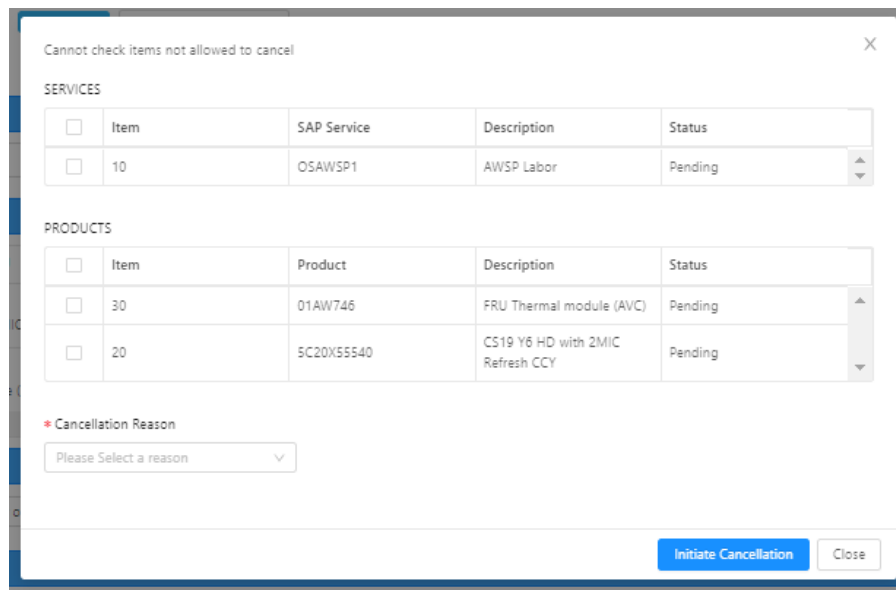 Cannot check items not allowed to cancel
SERVICES
Item SAP Service Description Status
10 OSAWSP1 AWSP Labor Pending
PRODUCTS
Item Product Description Status
30 01AW746 FRU Thermal module (AVC) Pending
20 5C20X55540 CS19 Y6 HD with 2MIC Pending
Refresh CCY
* Cancellation Reason
Please Select a reason
Initiate Cancellation Close